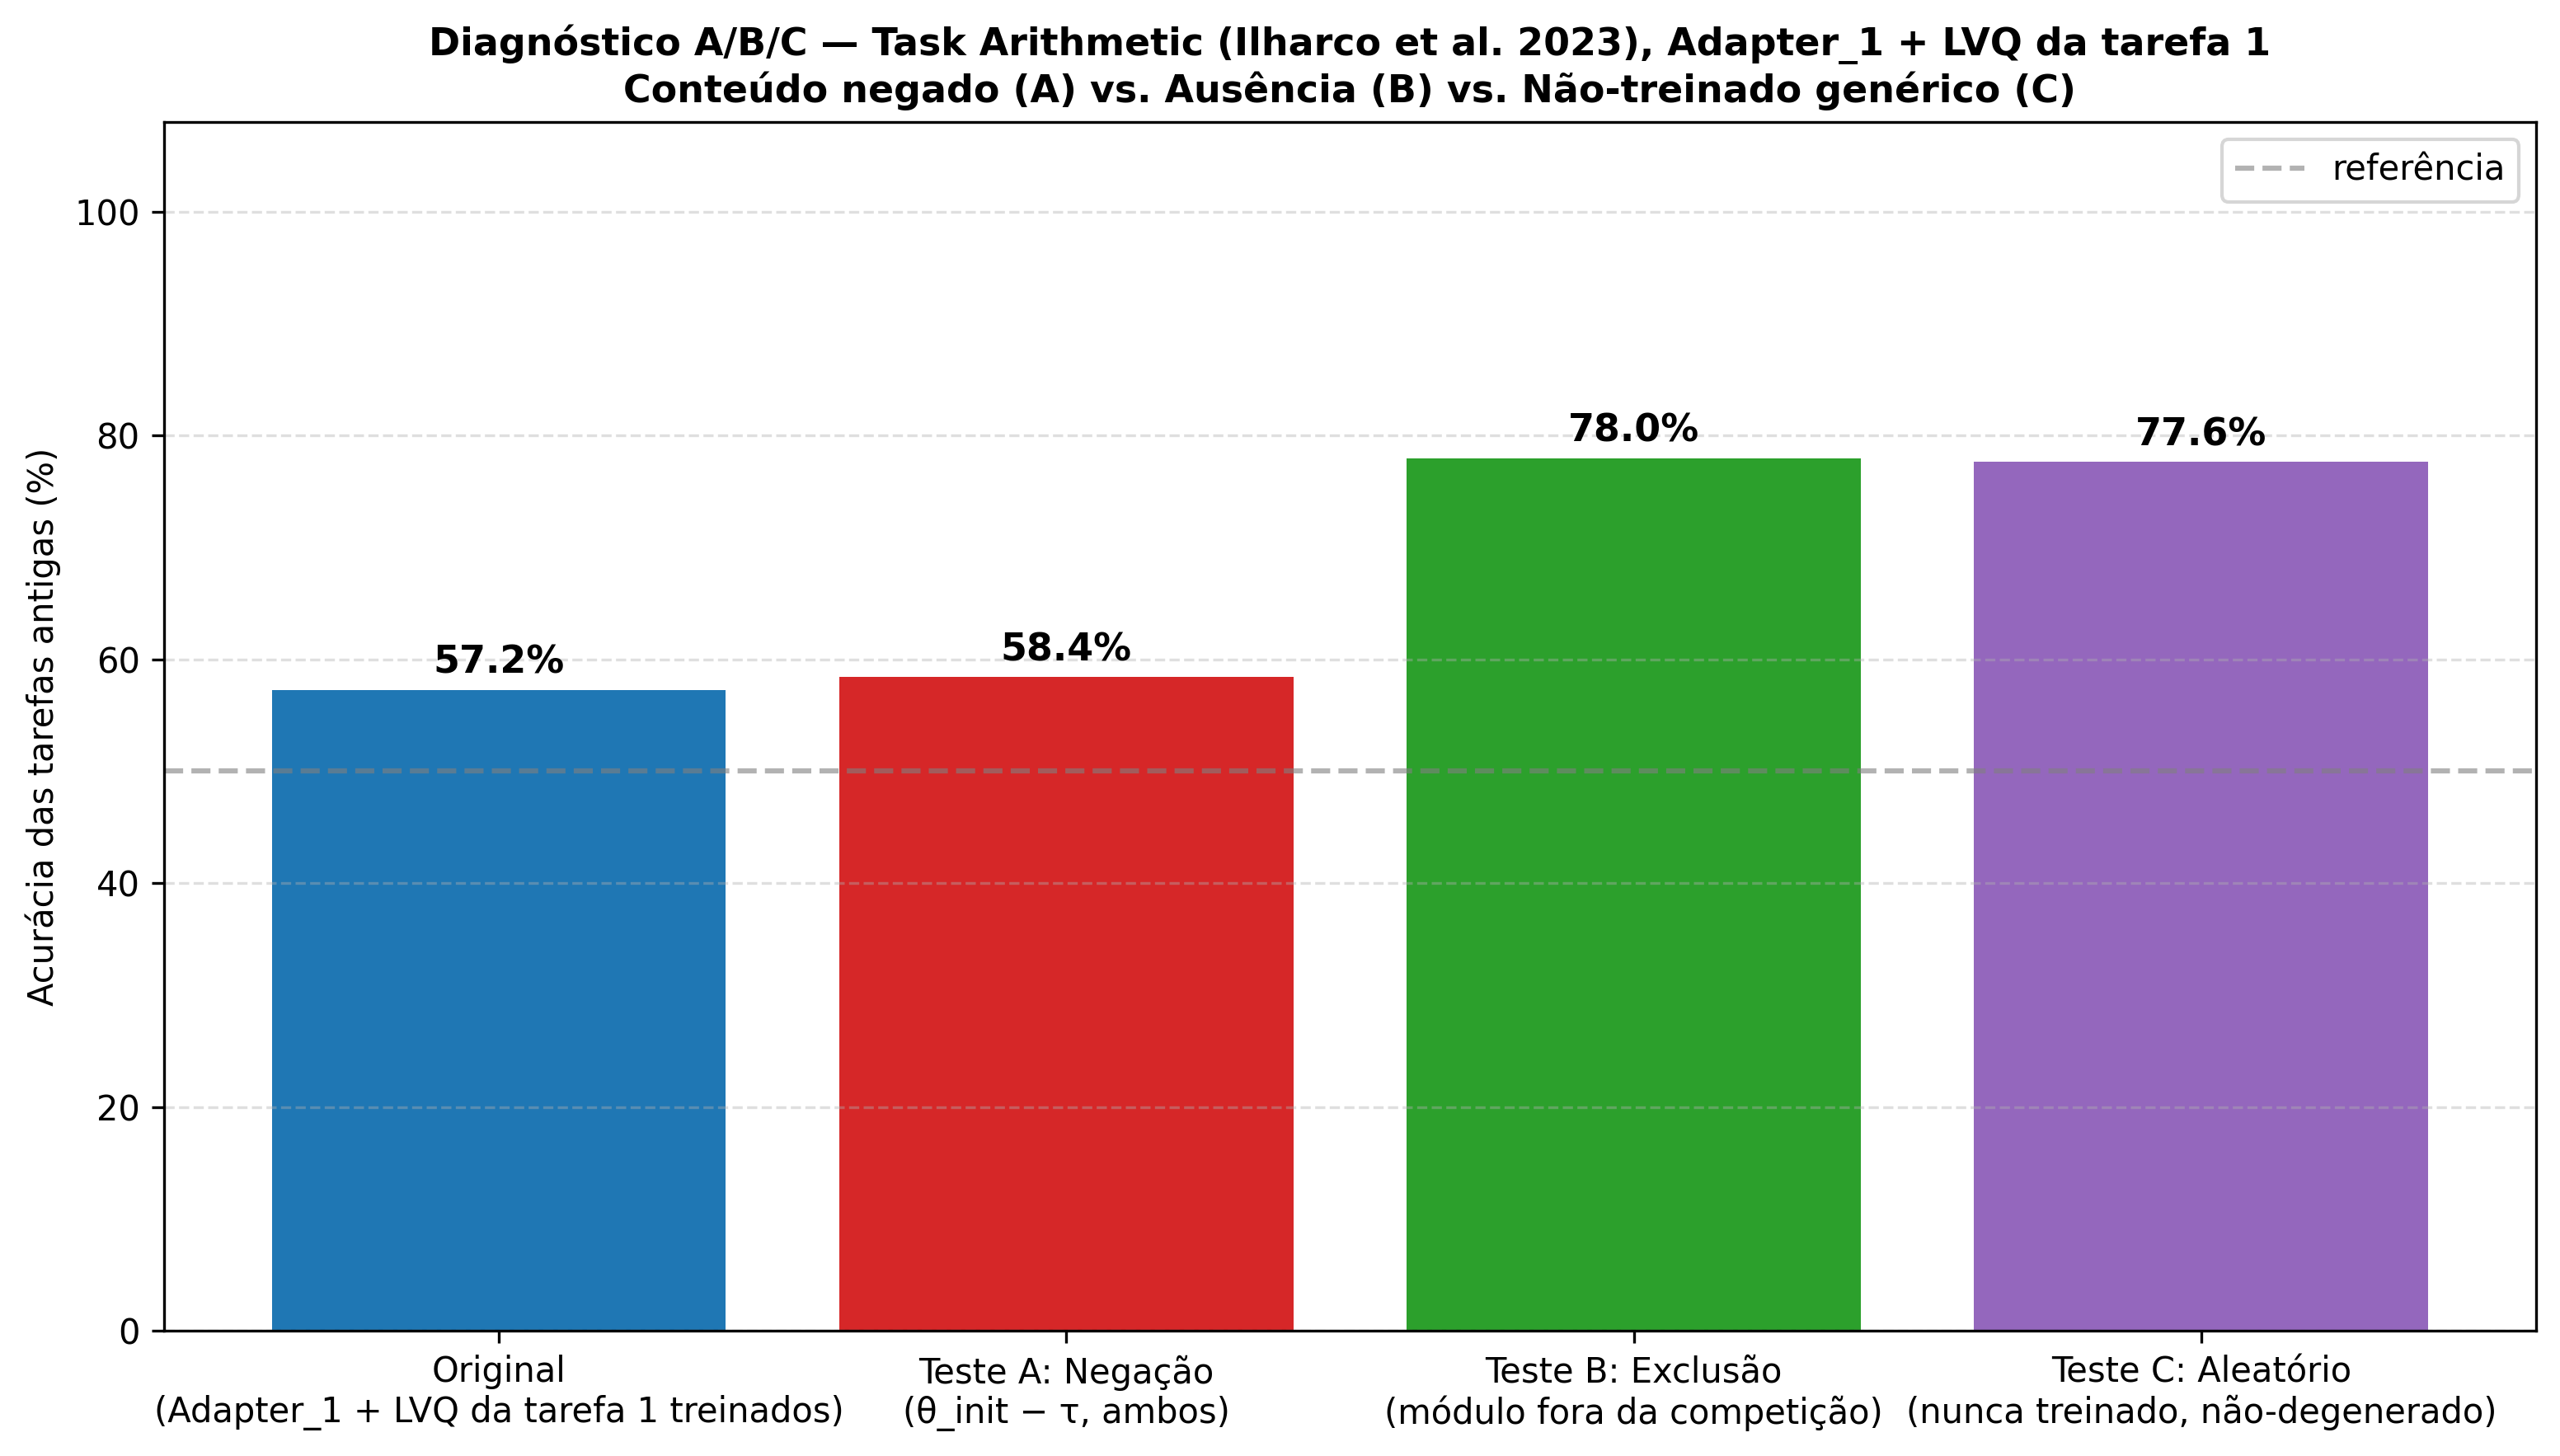 Diagnóstico A/B/C — Task Arithmetic (Ilharco et al. 2023), Adapter_1 + LVQ da tarefa 1
Conteúdo negado (A) vs. Ausência (B) vs. Não-treinado genérico (C)
referência
Acurácia das tarefas antigas (%)
100
80
60
40
20
0
57.2%
58.4%
78.0%
77.6%
Original
(Adapter_1 + LVQ da tarefa 1 treinados)
Teste A: Negação
(θ_init − τ, ambos)
Teste B: Exclusão
(módulo fora da competição)
Teste C: Aleatório
(nunca treinado, não-degenerado)